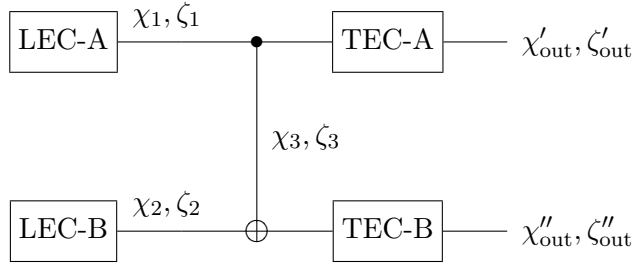 χ₁, ζ₁
LEC-A
TEC-A
χ′out, ζ′out
χ₃, ζ₃
χ₂, ζ₂
LEC-B
TEC-B
χ″out, ζ″out